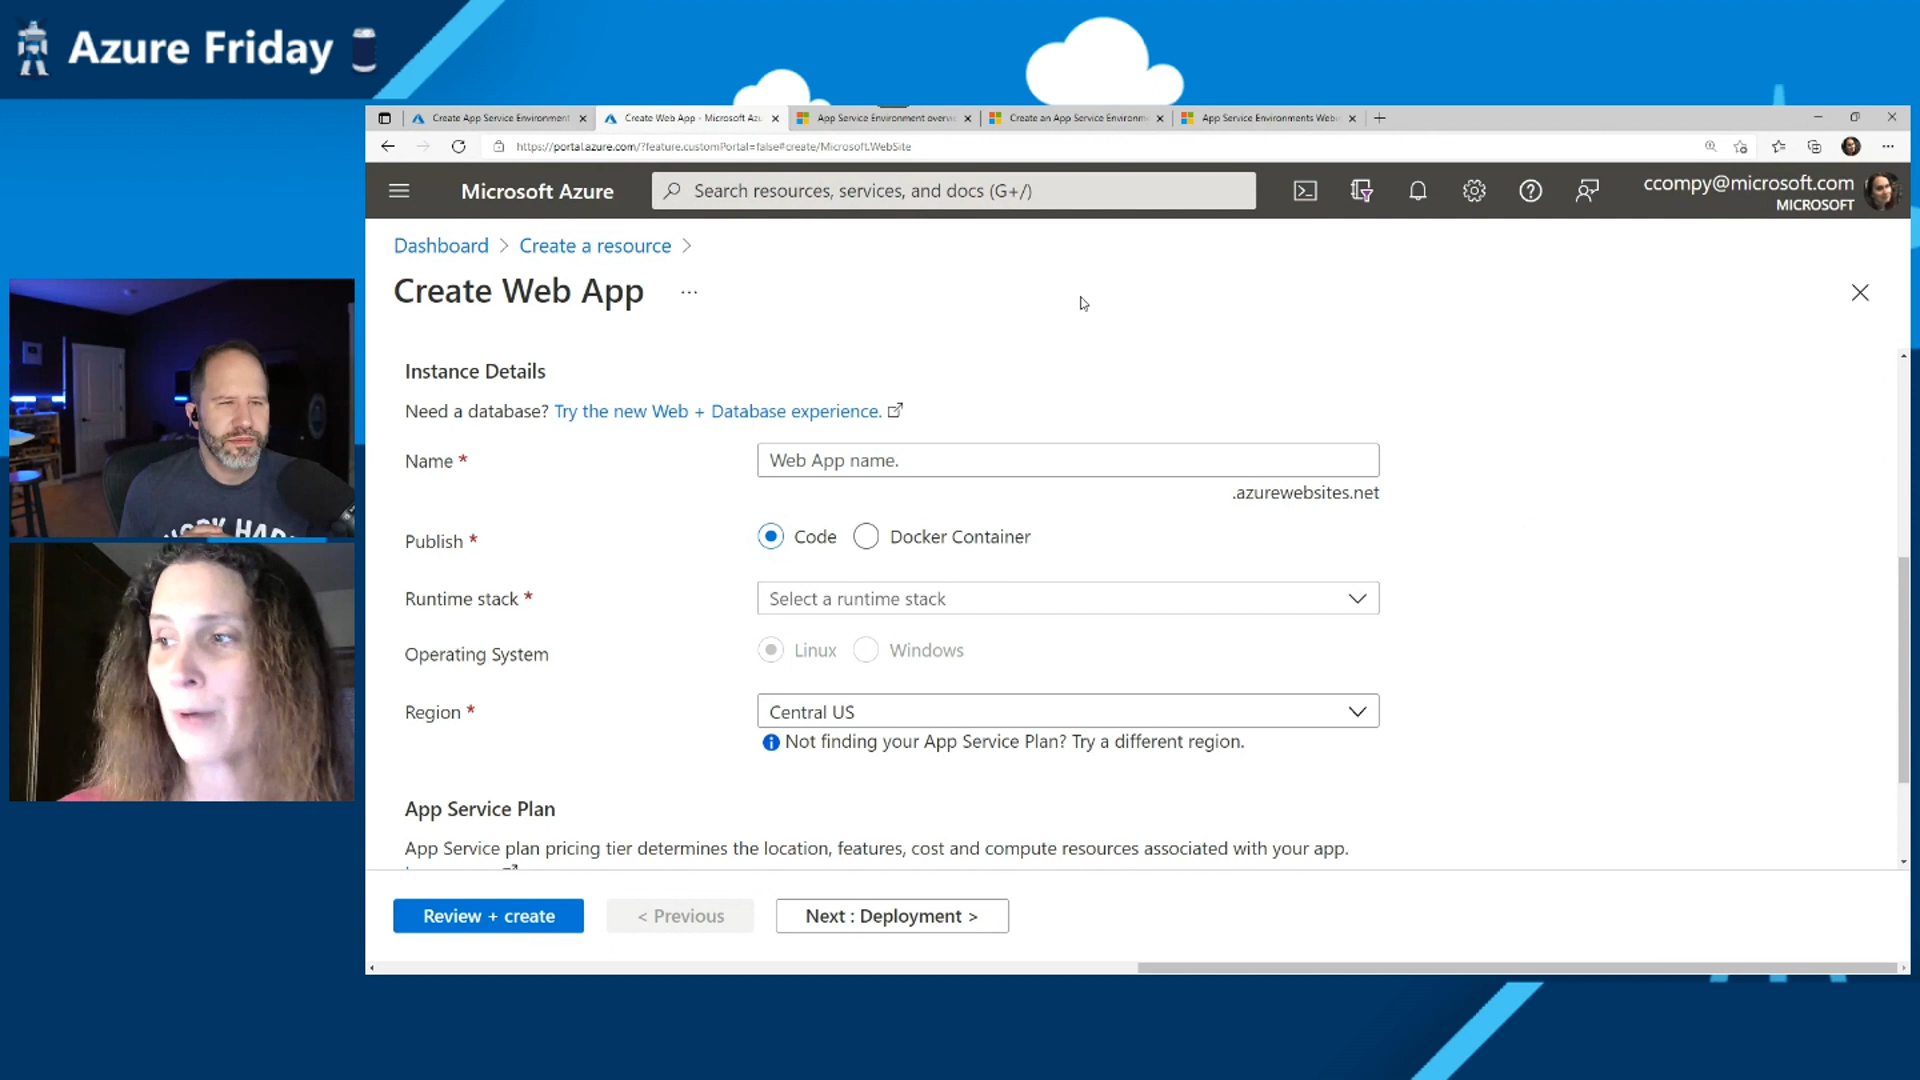 Azure Friday
Create App Service Environment
Create Web App - Microsoft Azu
App Service Environment overvi
Create an App Service Environm
App Service Environments Webi
https://portal.azure.com/?feature.customPortal=false#create/Microsoft.WebSite
Microsoft Azure
Search resources, services, and docs (G+/)
ccompy@microsoft.com
MICROSOFT
Dashboard > Create a resource >
Create Web App ...
Instance Details
Need a database? Try the new Web + Database experience.
Name *
Web App name.
.azurewebsites.net
Publish *
Code
Docker Container
Runtime stack *
Select a runtime stack
Operating System
Linux
Windows
Region *
Central US
Not finding your App Service Plan? Try a different region.
App Service Plan
App Service plan pricing tier determines the location, features, cost and compute resources associated with your app.
Review + create
< Previous
Next : Deployment >